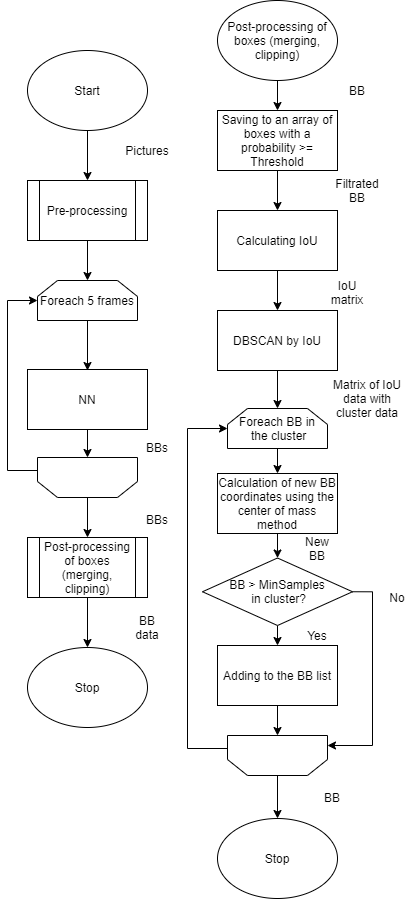 Start
Pictures
Pre-processing
Foreach 5 frames
NN
BBs
BBs
Post-processing
of boxes
(merging,
clipping)
BB
data
Stop
Post-processing of
boxes (merging,
clipping)
BB
Saving to an array of
boxes with a
probability >=
Threshold
Filtrated
BB
Calculating IoU
IoU
matrix
DBSCAN by IoU
Matrix of IoU
data with
cluster data
Foreach BB in
the cluster
Calculation of new BB
coordinates using the
center of mass
method
New
BB
BB > MinSamples
in cluster?
No
Yes
Adding to the BB list
BB
Stop